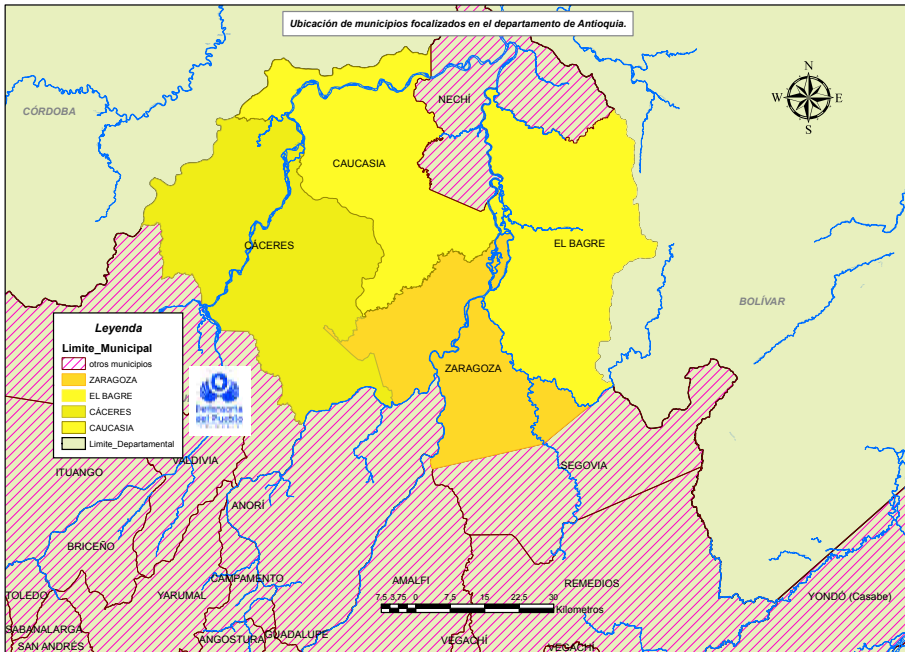 Ubicación de municipios focalizados en el departamento de Antioquia.
N
W
E
S
CÓRDOBA
NECHÍ
CAUCASIA
CÁCERES
EL BAGRE
BOLÍVAR
Leyenda
Limite_Municipal
otros municipios
ZARAGOZA
EL BAGRE
CÁCERES
CAUCASIA
Limite_Departamental
Defensoría
del Pueblo
ZARAGOZA
VALDIVIA
ITUANGO
SEGOVIA
ANORÍ
BRICEÑO
CAMPAMENTO
AMALFI
REMEDIOS
TOLEDO
YARUMAL
YONDÓ (Casabe)
7.5 3.75 0 7.5 15 22.5 30
Kilometros
SABANALARGA
ANGOSTURA
GUADALUPE
SAN ANDRÉS
VEGACHÍ
VEGACHÍ